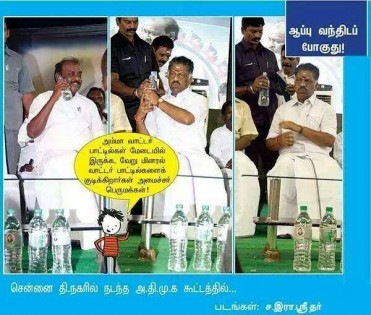 ஆப்பு வந்திடப்
போகுது!
அம்மா வாட்டர்
பாட்டில்கள் மேடையில்
இருக்க, வேறு மினரல்
வாட்டர் பாட்டில்களைக்
குடிக்கிறார்கள் அமைச்சர்
பெருமக்கள்!
சென்னை தி.நகரில் நடந்த அ.தி.மு.க கூட்டத்தில்...
படங்கள்: ச.இரா.ஸ்ரீதர்